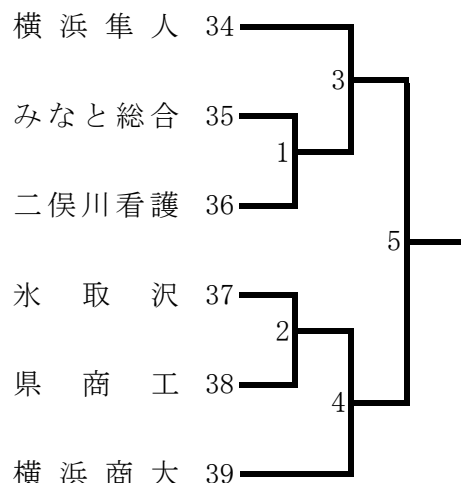 横浜隼人 34
3
みなと総合 35
1
二俣川看護 36
5
氷取沢 37
2
県商工 38
4
横浜商大 39